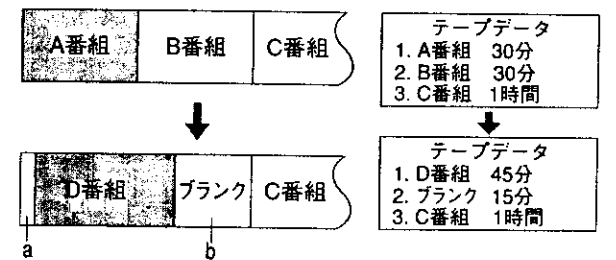 A番組 B番組 C番組
テープデータ
1. A番組 30分
2. B番組 30分
3. C番組 1時間
D番組 ブランク C番組
a b
テープデータ
1. D番組 45分
2. ブランク 15分
3. C番組 1時間